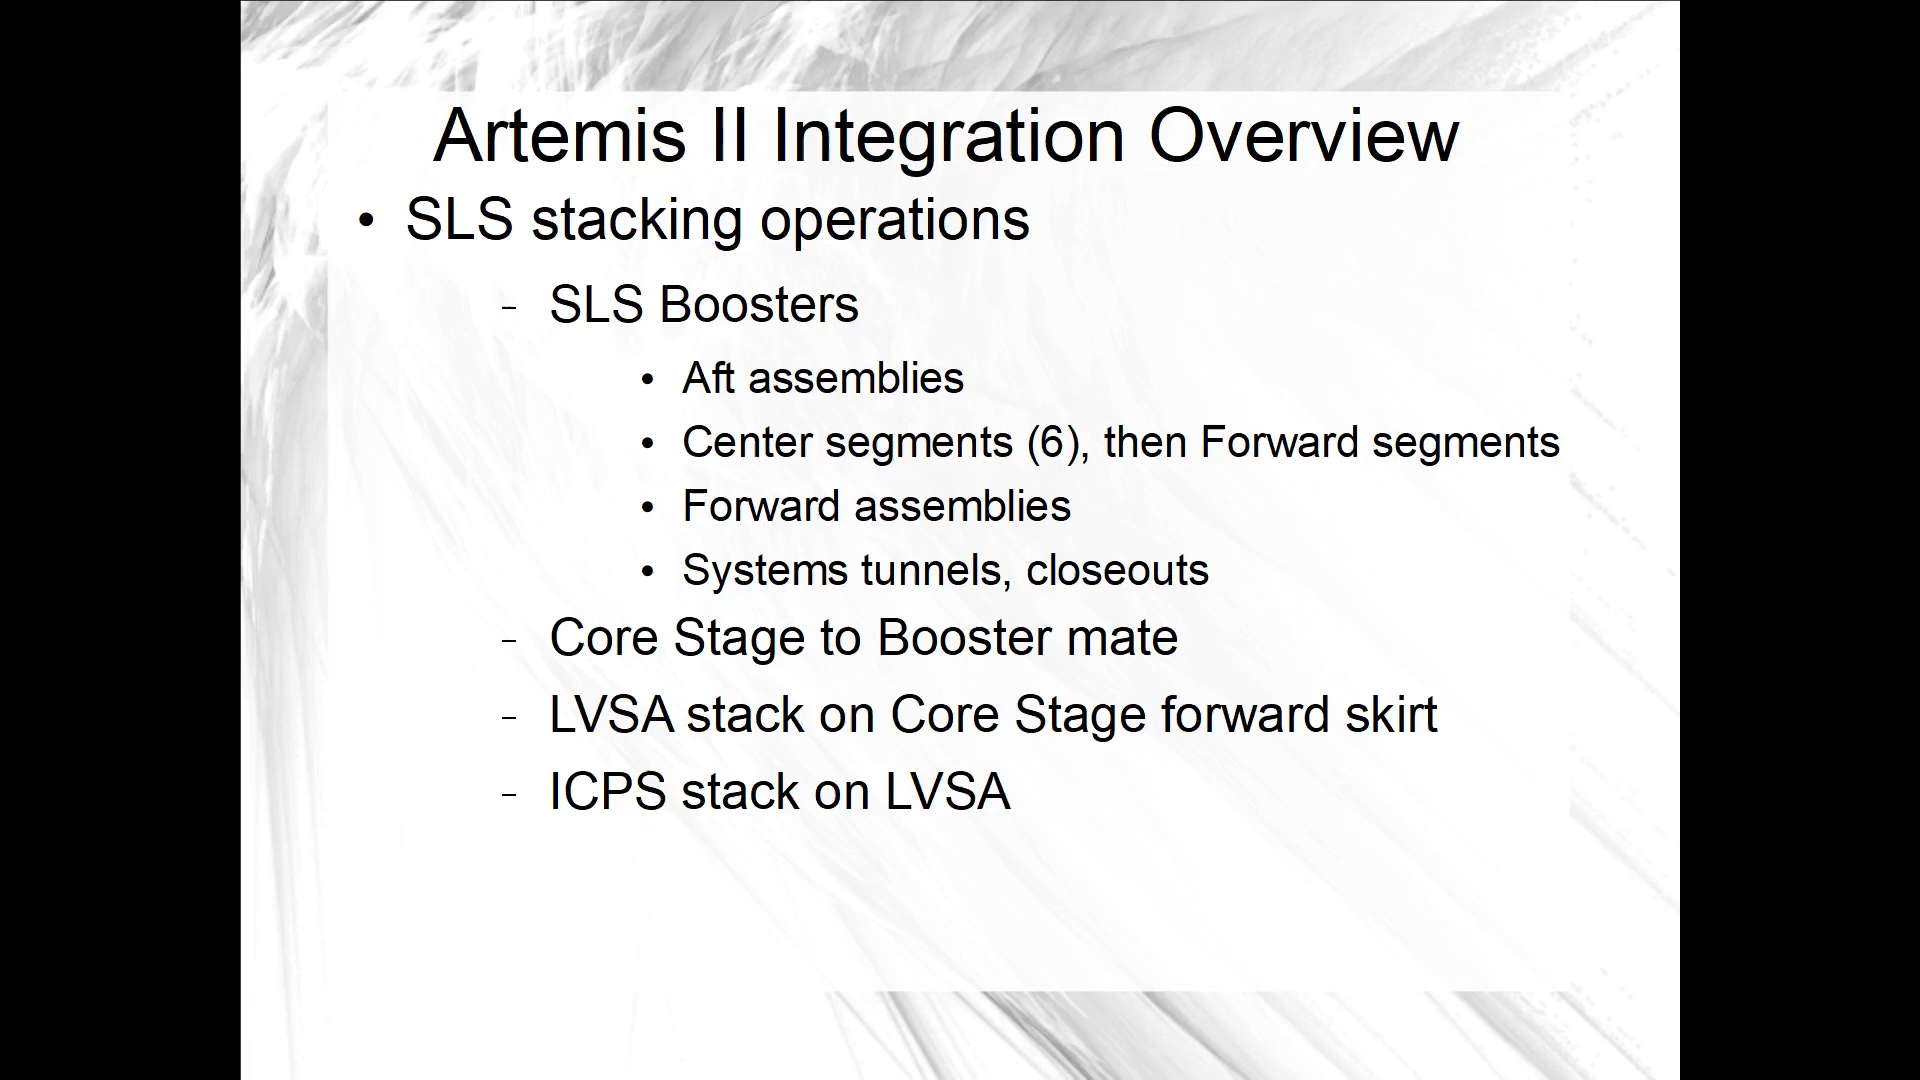 Artemis II Integration Overview
• SLS stacking operations
– SLS Boosters
• Aft assemblies
• Center segments (6), then Forward segments
• Forward assemblies
• Systems tunnels, closeouts
– Core Stage to Booster mate
– LVSA stack on Core Stage forward skirt
– ICPS stack on LVSA